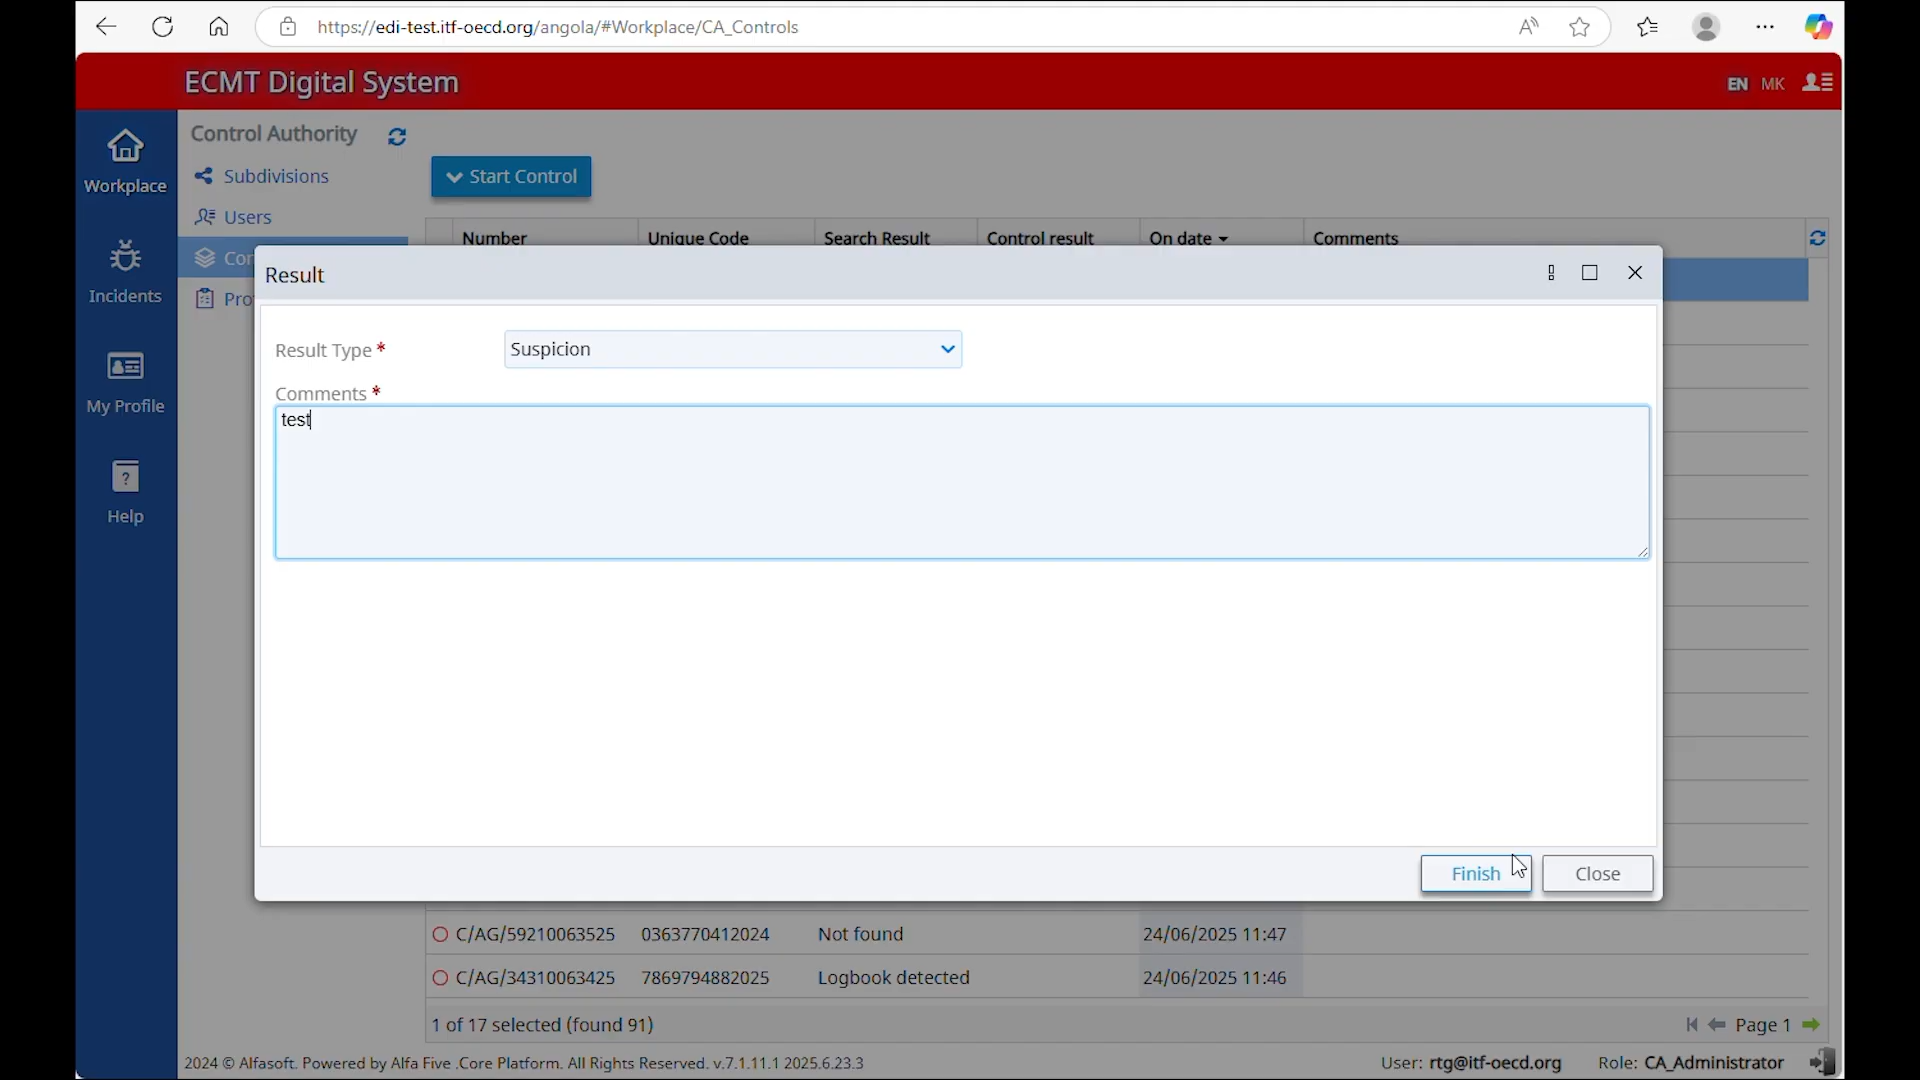 https://edi-test.itf-oecd.org/angola/#Workplace/CA_Controls
ECMT Digital System
EN MK
Workplace
Incidents
My Profile
? 
Help
Control Authority
Subdivisions
Users
Con
Pro
Start Control
Number Unique Code Search Result Control result On date Comments
Result
Result Type *
Suspicion
Comments *
test
Finish Close
C/AG/59210063525 0363770412024 Not found 24/06/2025 11:47
C/AG/34310063425 7869794882025 Logbook detected 24/06/2025 11:46
1 of 17 selected (found 91)
Page 1
2024 © Alfasoft. Powered by Alfa Five .Core Platform. All Rights Reserved. v.7.1.11.1 2025.6.23.3
User: rtg@itf-oecd.org Role: CA_Administrator